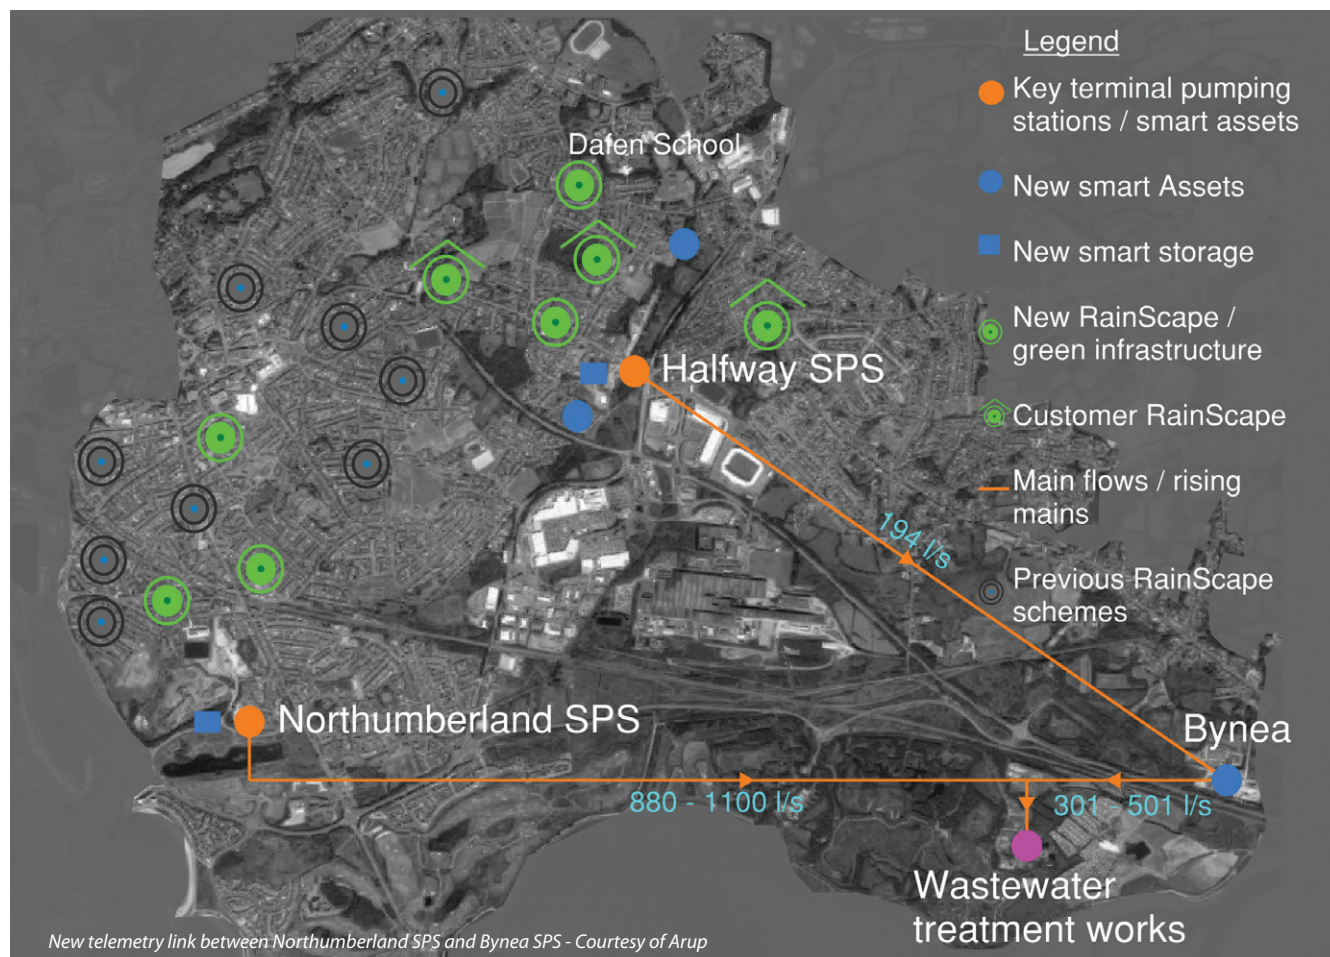 Legend
Key terminal pumping
stations / smart assets
Dafen School
New smart Assets
New smart storage
New RainScape /
green infrastructure
Halfway SPS
Customer RainScape
Main flows / rising
mains
194 l/s
Previous RainScape
schemes
Northumberland SPS
Bynea
880 - 1100 l/s
301 - 501 l/s
Wastewater
treatment works
New telemetry link between Northumberland SPS and Bynea SPS - Courtesy of Arup